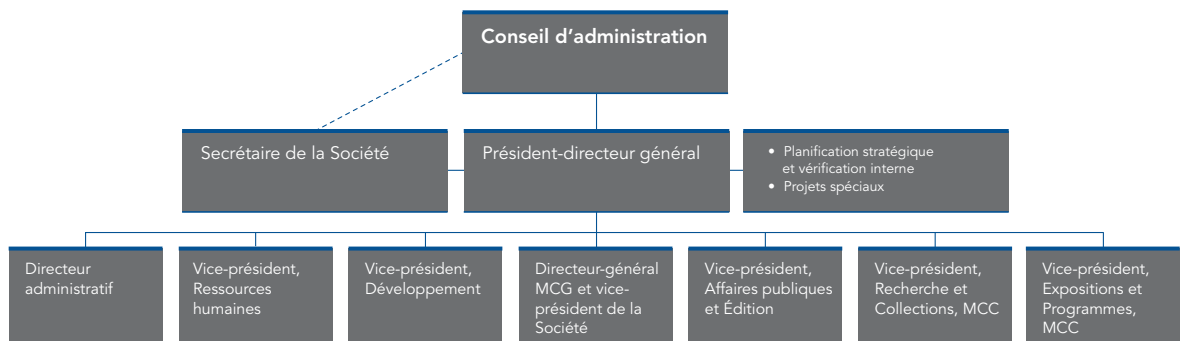 Conseil d’administration
Secrétaire de la Société
Président-directeur général
• Planification stratégique
et vérification interne
• Projets spéciaux
Directeur
administratif
Vice-président,
Ressources
humaines
Vice-président,
Développement
Directeur-général
MCG et vice-
président de la
Société
Vice-président,
Affaires publiques
et Édition
Vice-président,
Recherche et
Collections, MCC
Vice-président,
Expositions et
Programmes,
MCC